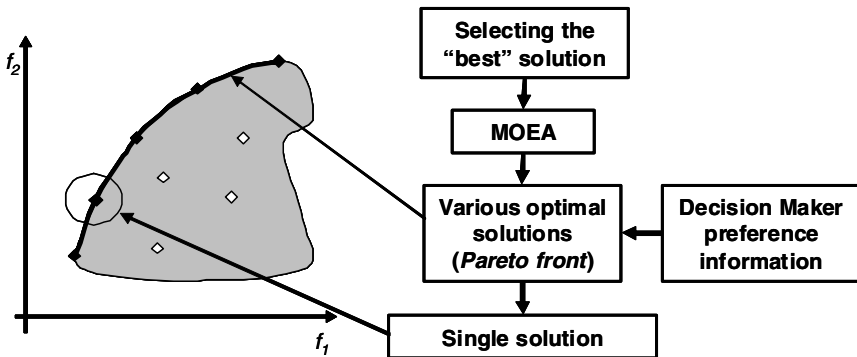 f2
f1
Selecting the
“best” solution
MOEA
Various optimal
solutions
(Pareto front)
Decision Maker
preference
information
Single solution